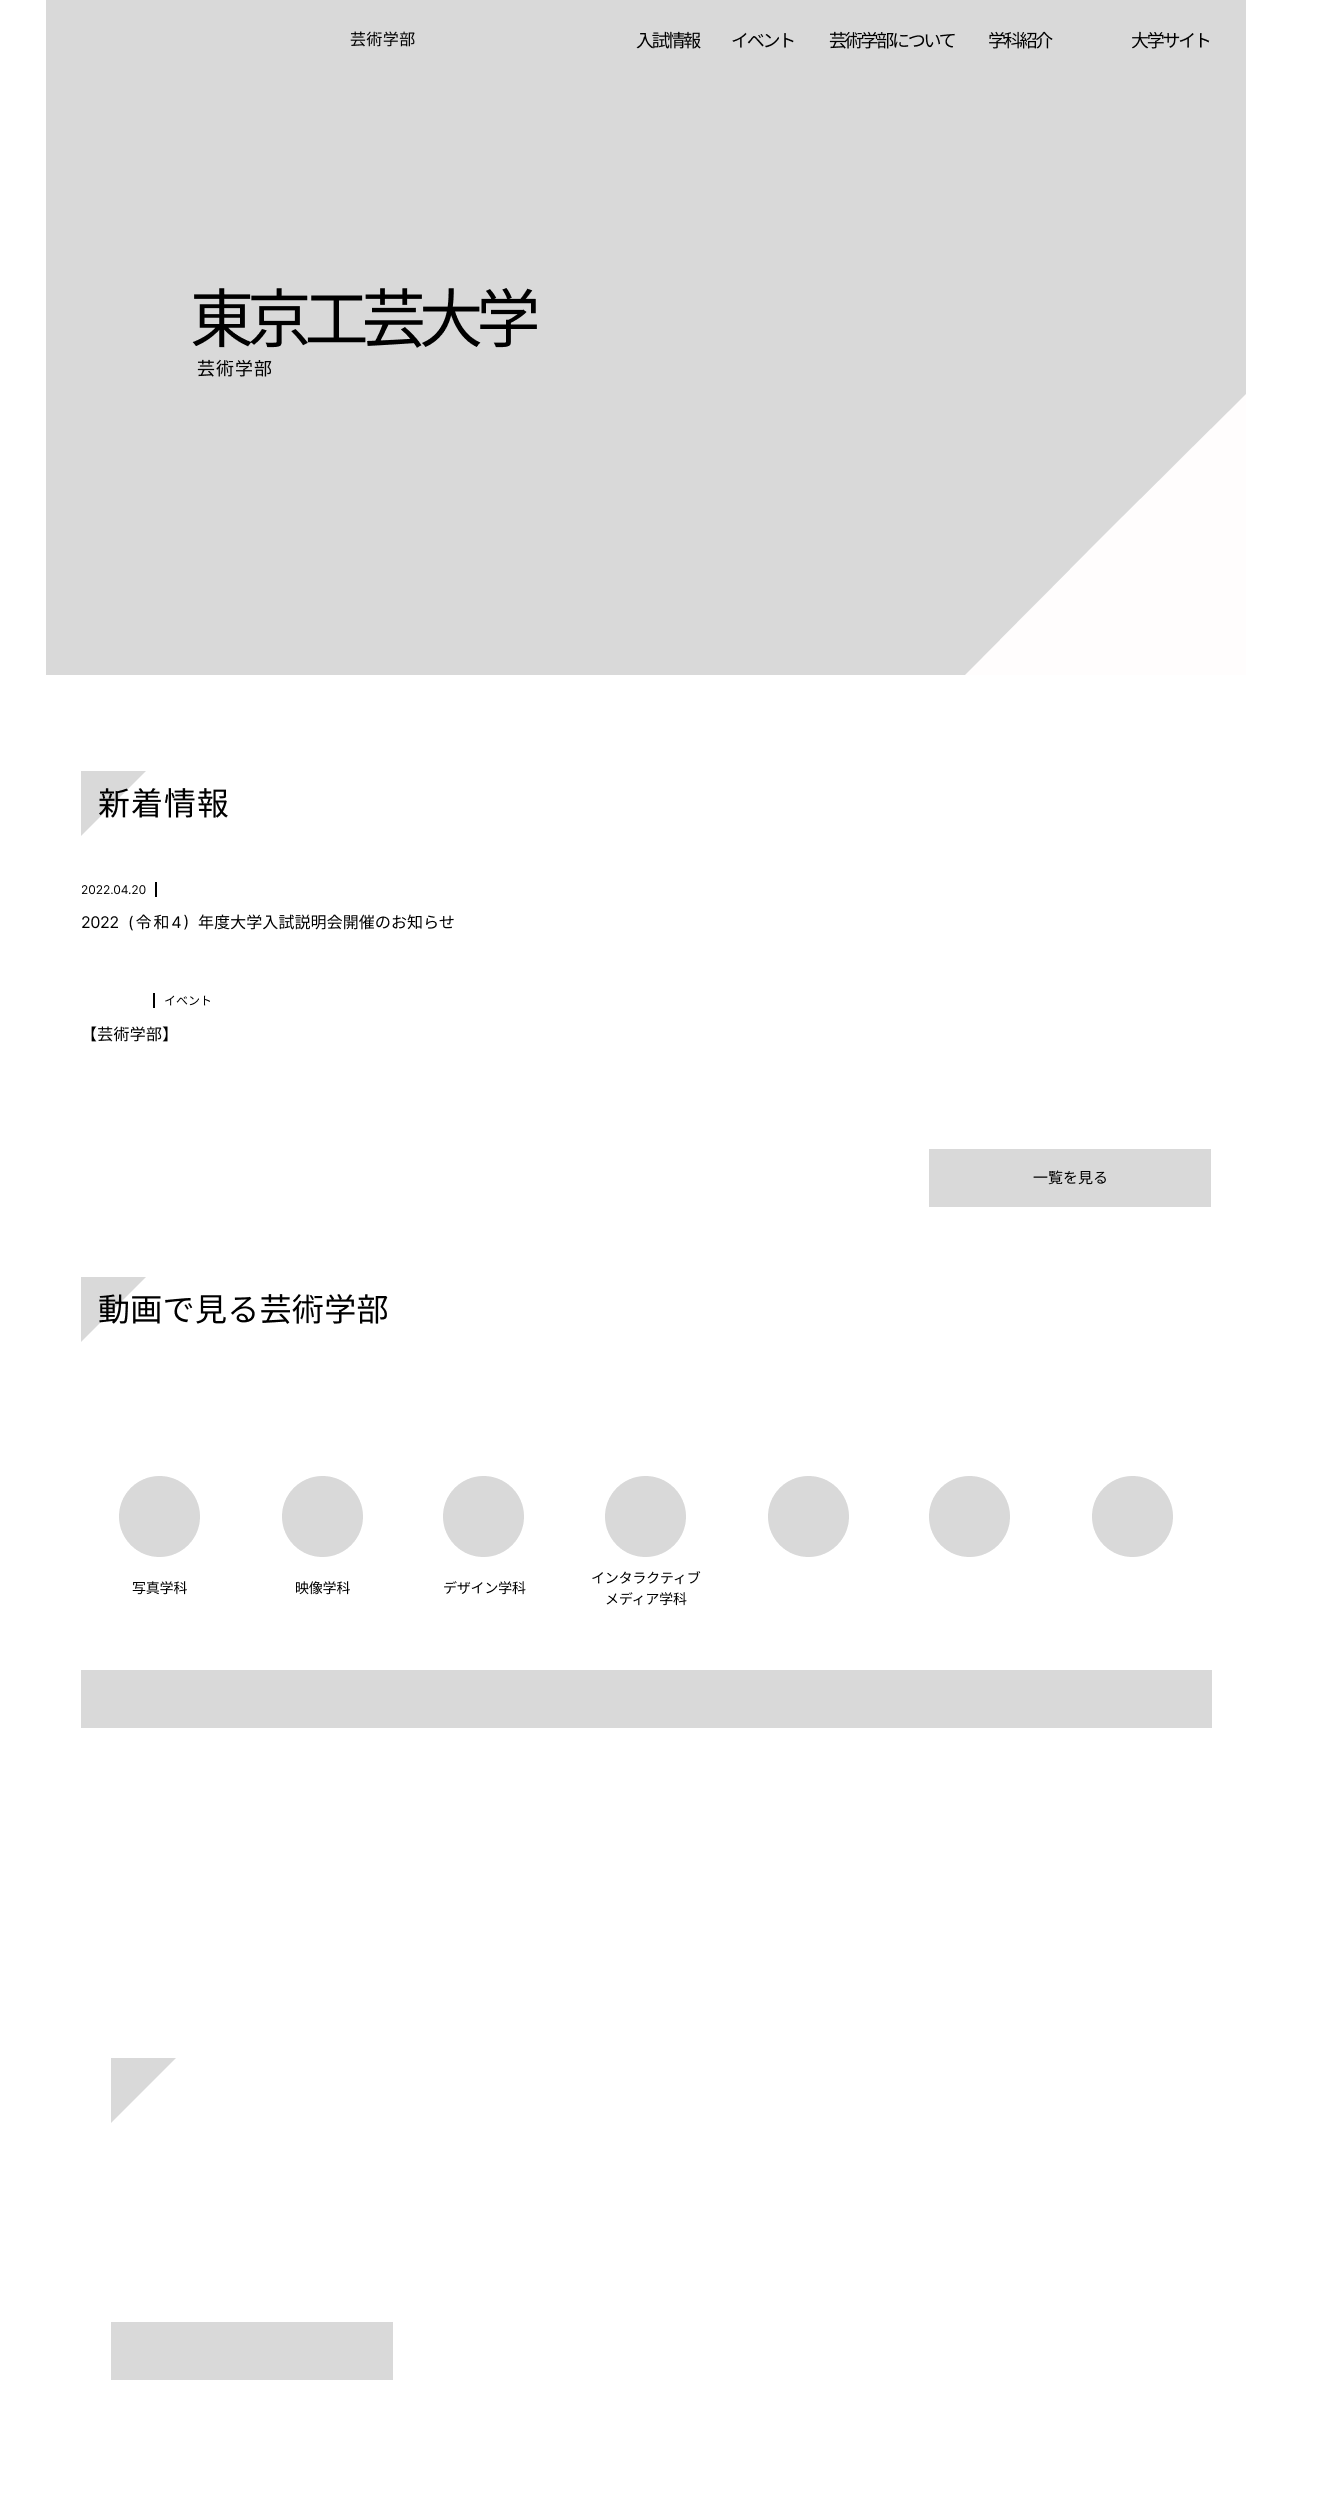 芸術学部
入試情報
イベント
芸術学部について
学科紹介
大学サイト
東京工芸大学
芸術学部
新着情報
2022.04.20
2022（令和4）年度大学入試説明会開催のお知らせ
イベント
【芸術学部】
一覧を見る
動画で見る芸術学部
写真学科
映像学科
デザイン学科
インタラクティブ
メディア学科